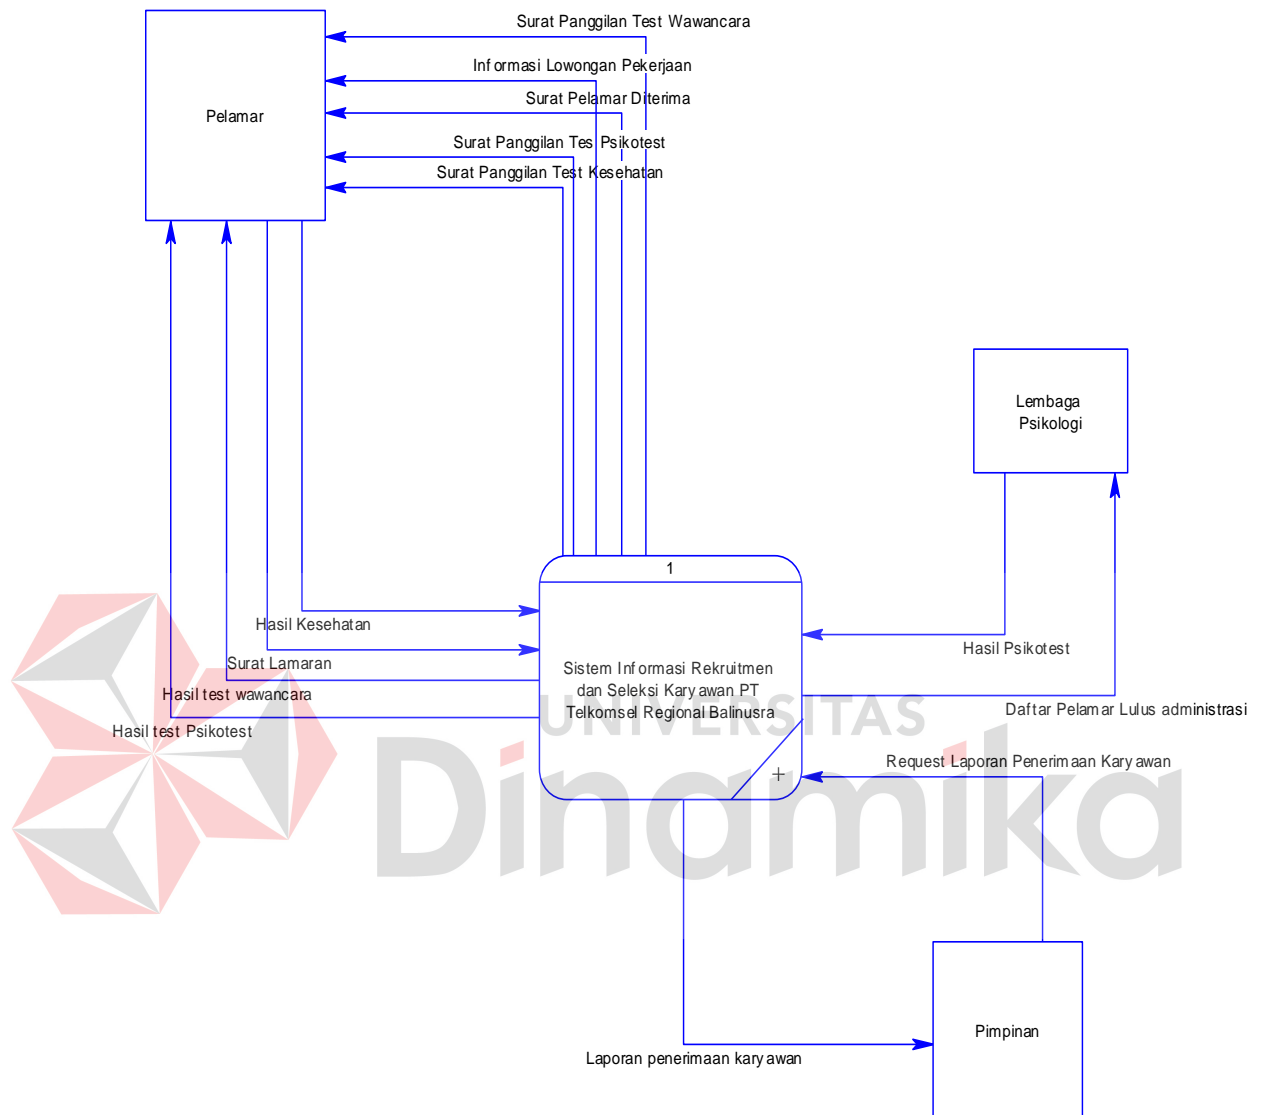 Surat Panggilan Test Wawancara
Informasi Lowongan Pekerjaan
Surat Pelamar Diterima
Pelamar
Surat Panggilan Tes Psikotest
Surat Panggilan Test Kesehatan
Lembaga
Psikologi
1
Hasil Kesehatan
Hasil Psikotest
Surat Lamaran
Sistem Informasi Rekruitmen
dan Seleksi Karyawan PT
Telkomsel Regional Balinusra
Hasil test wawancara
Daftar Pelamar Lulus administrasi
UNIVERSITAS
Hasil test Psikotest
Request Laporan Penerimaan Karyawan
+
Dinamika
Pimpinan
Laporan penerimaan karyawan